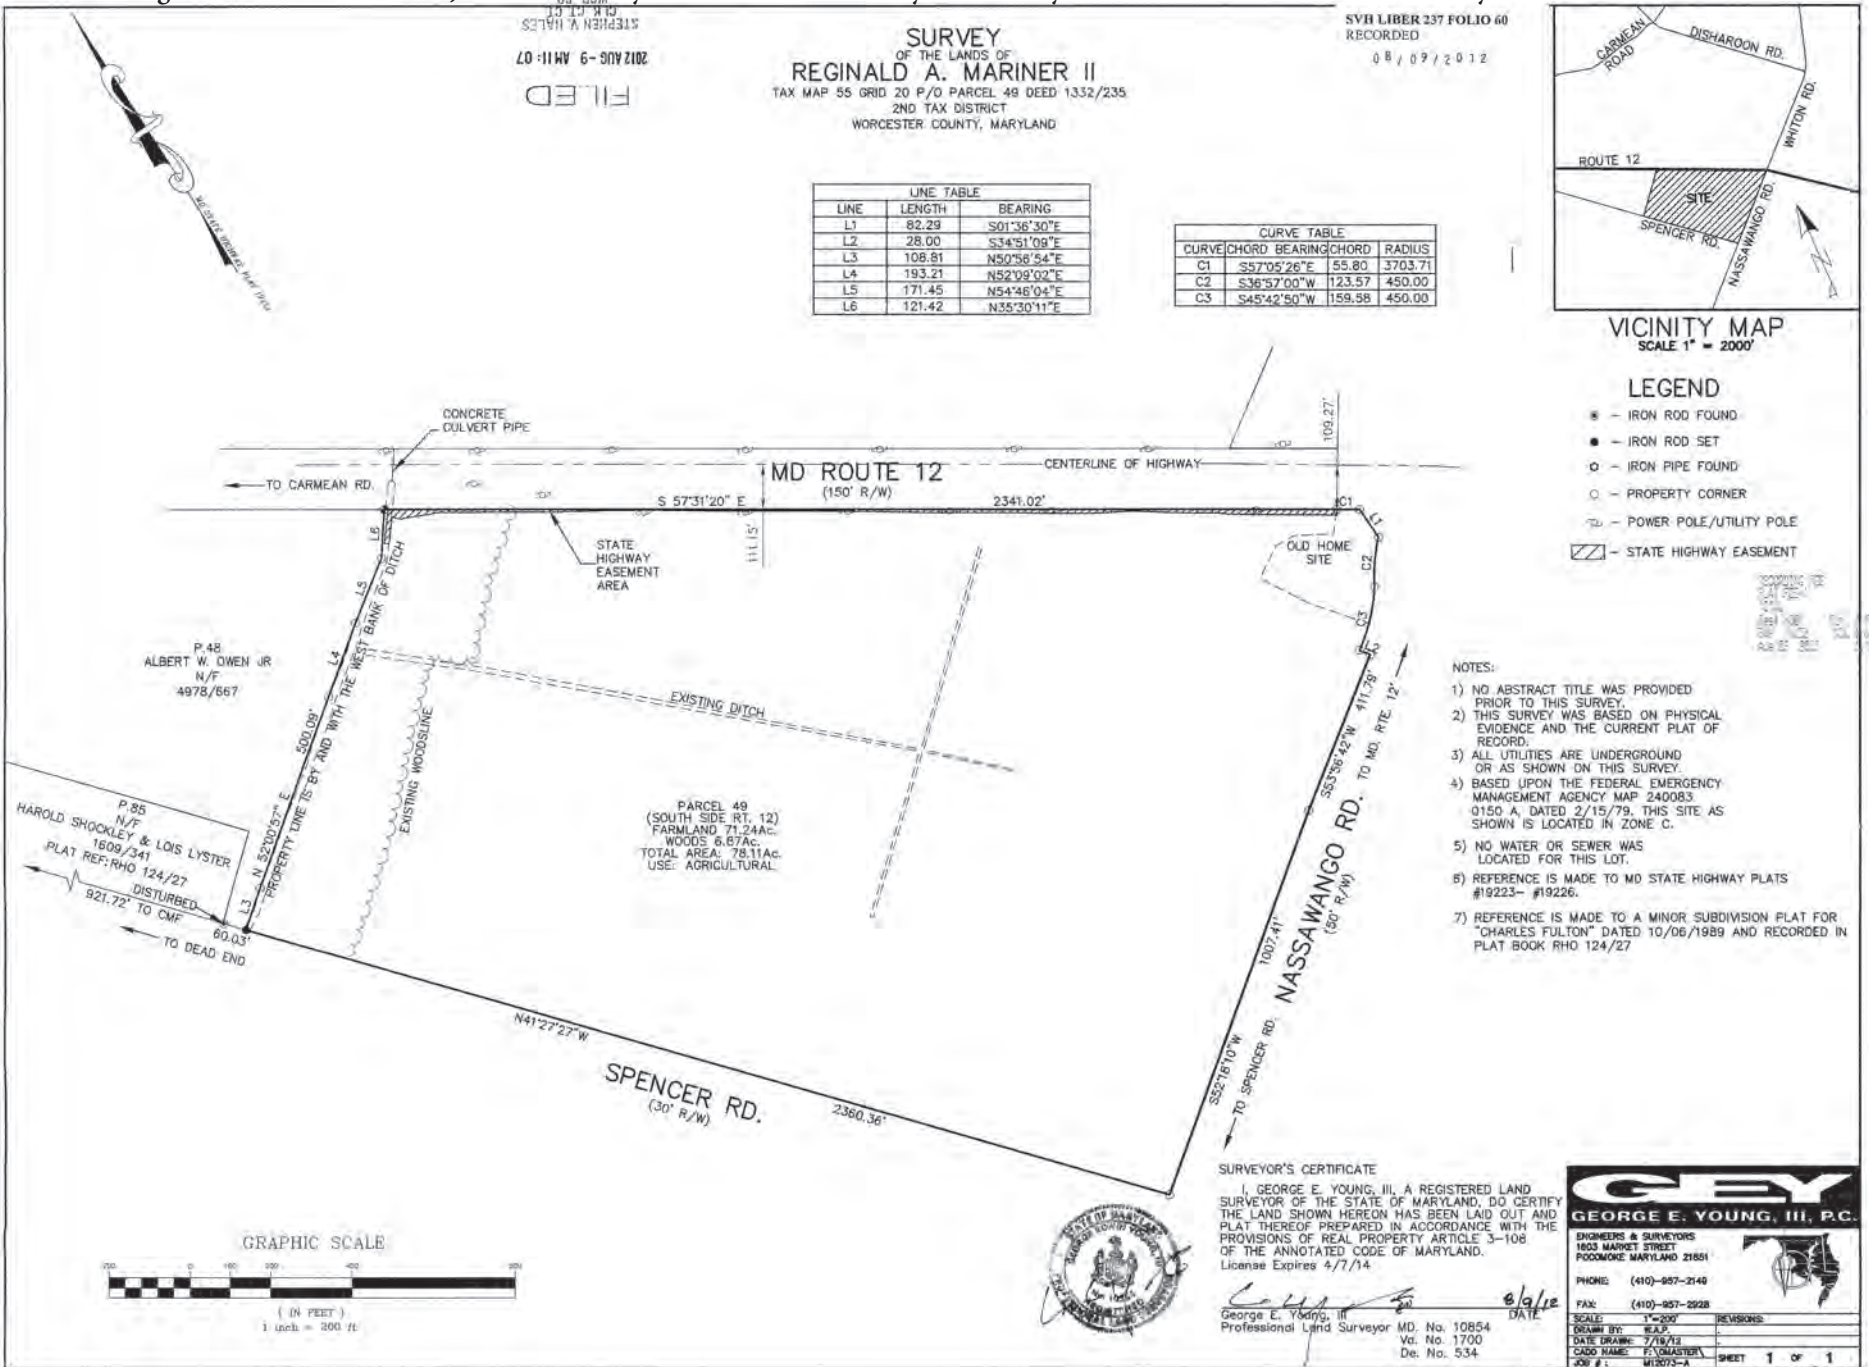 SURVEY
OF THE LANDS OF
REGINALD A. MARINER II
TAX MAP 55 GRID 20 P/O PARCEL 49 DEED 1332/235
2ND TAX DISTRICT
WORCESTER COUNTY, MARYLAND
FILED
2012 AUG -9 AM 11: 07
STEPHEN V. HALES
CLK CT. CT.
SVH LIBER 237 FOLIO 60
RECORDED
08/09/2012
LINE TABLE
LINE LENGTH BEARING
L1 82.29 S01°36'30"E
L2 28.00 S34°51'09"E
L3 108.81 N50°56'54"E
L4 193.21 N52°09'02"E
L5 171.45 N54°46'04"E
L6 121.42 N35°30'11"E
CURVE TABLE
CURVE CHORD BEARING CHORD RADIUS
C1 S57°05'26"E 55.80 3703.71
C2 S36°57'00"W 123.57 450.00
C3 S45°42'50"W 159.58 450.00
CARMEAN ROAD
DISHAROON RD.
WHITON RD.
ROUTE 12
SITE
SPENCER RD.
NASSAWANGO RD.
N
VICINITY MAP
SCALE 1" = 2000'
LEGEND
- IRON ROD FOUND
- IRON ROD SET
- IRON PIPE FOUND
- PROPERTY CORNER
- POWER POLE/UTILITY POLE
- STATE HIGHWAY EASEMENT
CONCRETE
CULVERT PIPE
TO CARMEAN RD.
MD ROUTE 12
(150' R/W)
CENTERLINE OF HIGHWAY
109.27'
S 57°31'20" E
2341.02'
111.15'
C1
L1
C2
C3
L2
L6
L5
L4
L3
STATE
HIGHWAY
EASEMENT
AREA
OLD HOME
SITE
P.48
ALBERT W. OWEN JR
N/F
4978/667
500.09'
N 52°00'57" E
PROPERTY LINE IS BY AND WITH THE WEST BANK OF DITCH
EXISTING WOODSLINE
EXISTING DITCH
P.85
N/F
HAROLD SHOCKLEY & LOIS LYSTER
1609/341
PLAT REF: RHO 124/27
DISTURBED
921.72' TO CMF
60.03'
TO DEAD END
PARCEL 49
(SOUTH SIDE RT. 12)
FARMLAND 71.24Ac.
WOODS 6.87Ac.
TOTAL AREA: 78.11Ac.
USE: AGRICULTURAL
S53°56'42"W 411.79'
TO MD. RTE. 12'
NASSAWANGO RD.
(50' R/W)
1007.41'
S52°18'10"W
TO SPENCER RD.
N41°27'27"W
2360.36'
SPENCER RD.
(30' R/W)
NOTES:
1) NO ABSTRACT TITLE WAS PROVIDED
PRIOR TO THIS SURVEY.
2) THIS SURVEY WAS BASED ON PHYSICAL
EVIDENCE AND THE CURRENT PLAT OF
RECORD.
3) ALL UTILITIES ARE UNDERGROUND
OR AS SHOWN ON THIS SURVEY.
4) BASED UPON THE FEDERAL EMERGENCY
MANAGEMENT AGENCY MAP 240083
0150 A, DATED 2/15/79, THIS SITE AS
SHOWN IS LOCATED IN ZONE C.
5) NO WATER OR SEWER WAS
LOCATED FOR THIS LOT.
6) REFERENCE IS MADE TO MD STATE HIGHWAY PLATS
#19223- #19226.
7) REFERENCE IS MADE TO A MINOR SUBDIVISION PLAT FOR
"CHARLES FULTON" DATED 10/06/1989 AND RECORDED IN
PLAT BOOK RHO 124/27
GRAPHIC SCALE
200 0 100 200 400 800
( IN FEET )
1 inch = 200 ft
SURVEYOR'S CERTIFICATE
I, GEORGE E. YOUNG, III, A REGISTERED LAND
SURVEYOR OF THE STATE OF MARYLAND, DO CERTIFY
THE LAND SHOWN HEREON HAS BEEN LAID OUT AND
PLAT THEREOF PREPARED IN ACCORDANCE WITH THE
PROVISIONS OF REAL PROPERTY ARTICLE 3-108
OF THE ANNOTATED CODE OF MARYLAND.
License Expires 4/7/14
8/9/12
George E. Young, III DATE
Professional Land Surveyor MD. No. 10854
Va. No. 1700
De. No. 534
STATE OF MARYLAND
GEY
GEORGE E. YOUNG, III, P.C.
ENGINEERS & SURVEYORS
1603 MARKET STREET
POCOMOKE MARYLAND 21851
PHONE: (410)-957-2149
FAX: (410)-957-2928
SCALE: 1"=200' REVISIONS:
DRAWN BY: W.A.P.
DATE DRAWN: 7/19/12
CADD NAME: F:\DMASTER\
JOB #: M12073-A
SHEET 1 OF 1